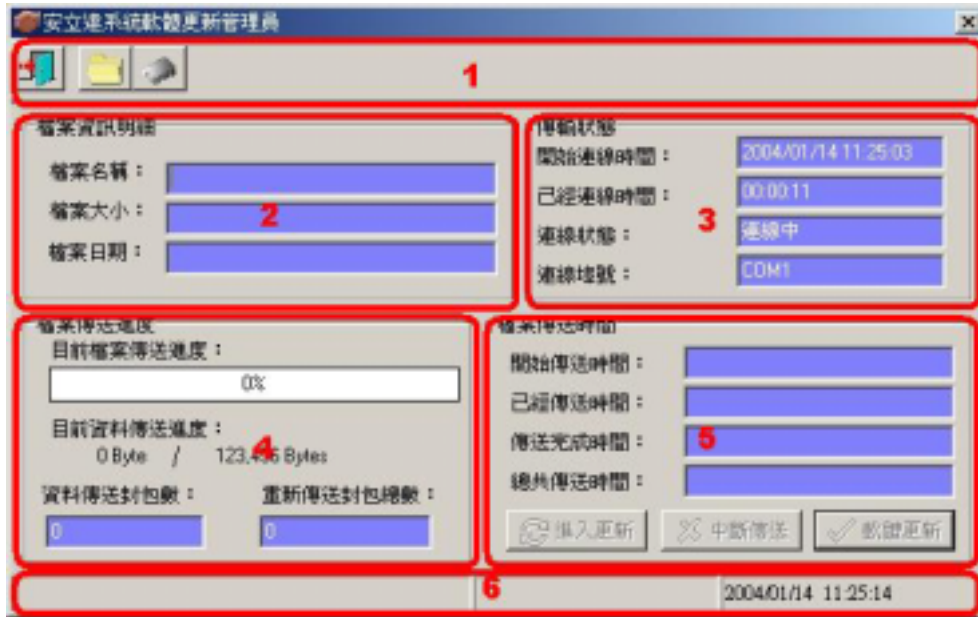 安立達系統軟體更新管理員
1
檔案資訊明細
檔案名稱：
檔案大小：
檔案日期：
2
傳輸狀態
開始連線時間： 2004/01/14 11:25:03
已經連線時間： 00:00:11
連線狀態： 連線中
連線埠號： COM1
3
檔案傳送進度
目前檔案傳送進度：
0%
目前資料傳送進度：
0 Byte / 123,456 Bytes
4
資料傳送封包數： 重新傳送封包總數：
0 0
檔案傳送時間
開始傳送時間：
已經傳送時間：
傳送完成時間：
總共傳送時間：
5
進入更新 中斷傳送 軟體更新
6
2004/01/14 11:25:14